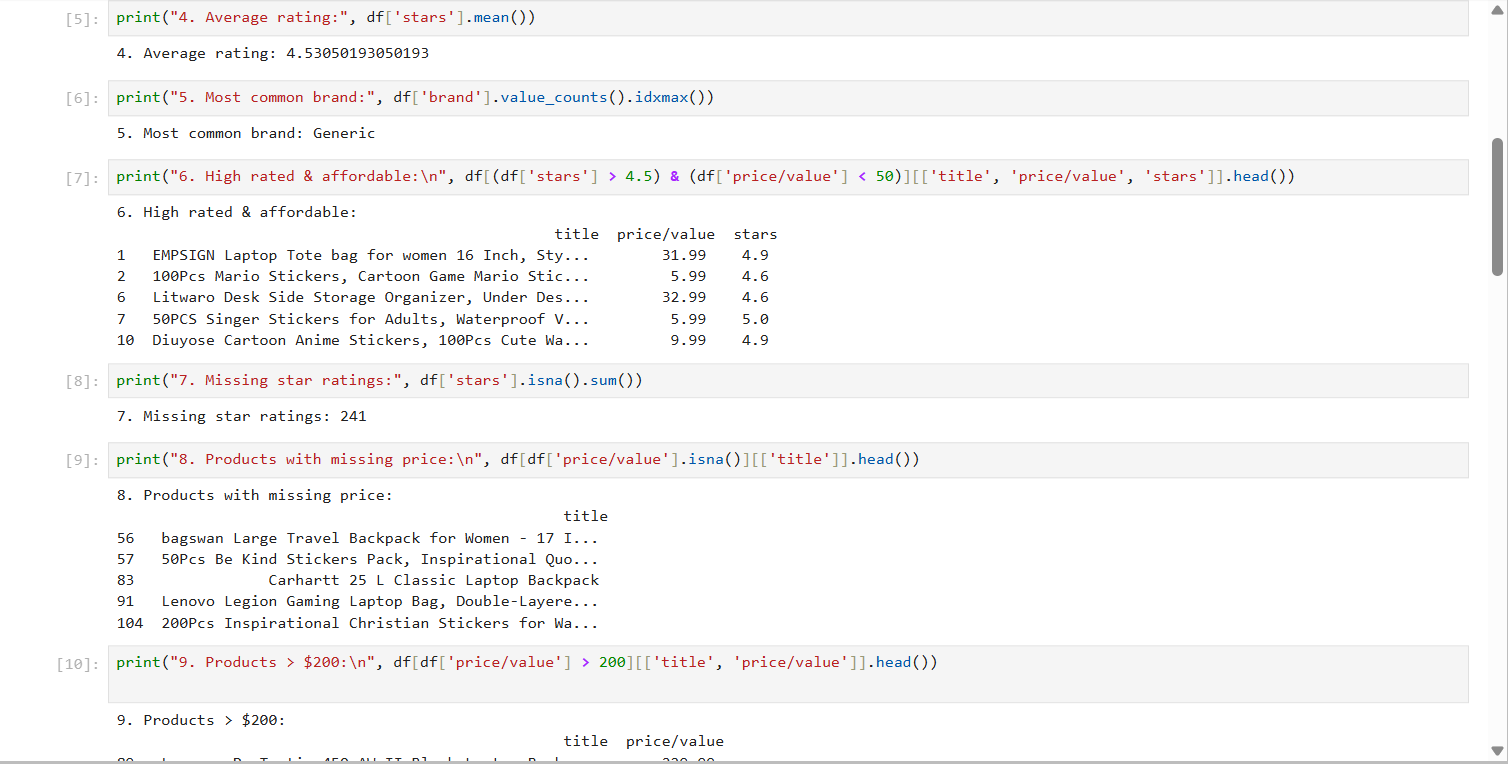 [5]: print("4. Average rating:", df['stars'].mean())
4. Average rating: 4.53050193050193
[6]: print("5. Most common brand:", df['brand'].value_counts().idxmax())
5. Most common brand: Generic
[7]: print("6. High rated & affordable:\n", df[(df['stars'] > 4.5) & (df['price/value'] < 50)][['title', 'price/value', 'stars']].head())
6. High rated & affordable:
title price/value stars
1 EMPSIGN Laptop Tote bag for women 16 Inch, Sty... 31.99 4.9
2 100Pcs Mario Stickers, Cartoon Game Mario Stic... 5.99 4.6
6 Litwaro Desk Side Storage Organizer, Under Des... 32.99 4.6
7 50PCS Singer Stickers for Adults, Waterproof V... 5.99 5.0
10 Diuyose Cartoon Anime Stickers, 100Pcs Cute Wa... 9.99 4.9
[8]: print("7. Missing star ratings:", df['stars'].isna().sum())
7. Missing star ratings: 241
[9]: print("8. Products with missing price:\n", df[df['price/value'].isna()][['title']].head())
8. Products with missing price:
title
56 bagswan Large Travel Backpack for Women - 17 I...
57 50Pcs Be Kind Stickers Pack, Inspirational Quo...
83 Carhartt 25 L Classic Laptop Backpack
91 Lenovo Legion Gaming Laptop Bag, Double-Layere...
104 200Pcs Inspirational Christian Stickers for Wa...
[10]: print("9. Products > $200:\n", df[df['price/value'] > 200][['title', 'price/value']].head())
9. Products > $200:
title price/value